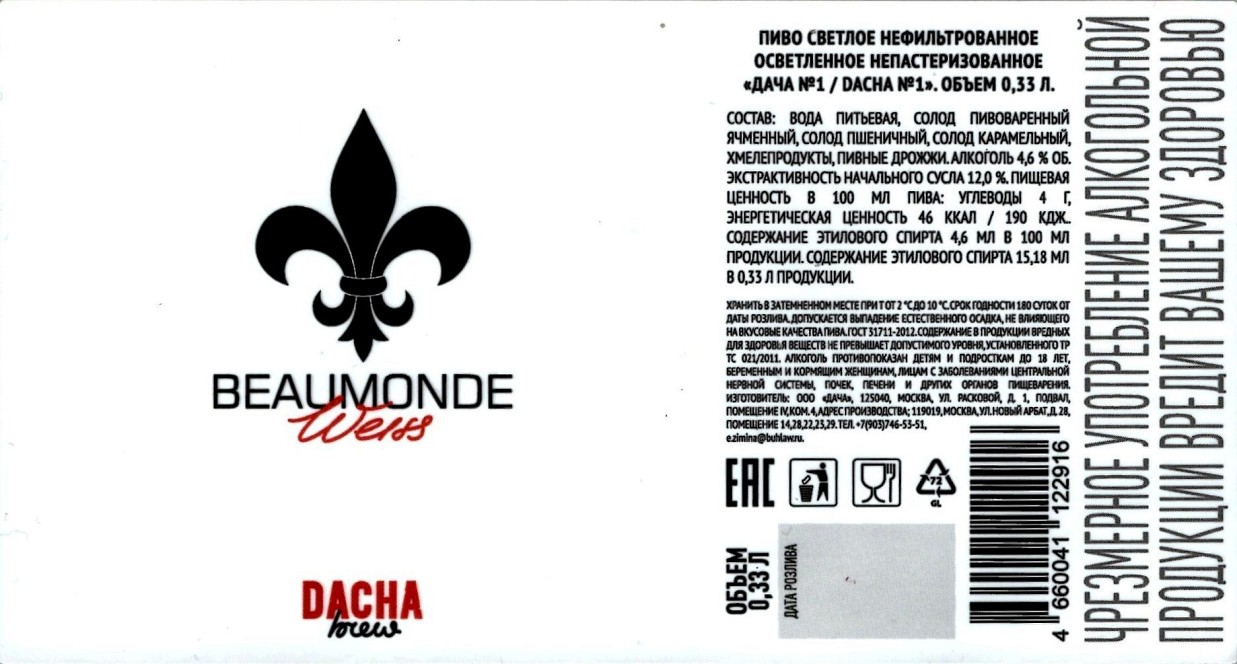 BEAUMONDE
Weiss
DACHA
brew
ПИВО СВЕТЛОЕ НЕФИЛЬТРОВАННОЕ
ОСВЕТЛЕННОЕ НЕПАСТЕРИЗОВАННОЕ
«ДАЧА №1 / DACHA №1». ОБЪЕМ 0,33 Л.
СОСТАВ: ВОДА ПИТЬЕВАЯ, СОЛОД ПИВОВАРЕННЫЙ
ЯЧМЕННЫЙ, СОЛОД ПШЕНИЧНЫЙ, СОЛОД КАРАМЕЛЬНЫЙ,
ХМЕЛЕПРОДУКТЫ, ПИВНЫЕ ДРОЖЖИ. АЛКОГОЛЬ 4,6 % ОБ.
ЭКСТРАКТИВНОСТЬ НАЧАЛЬНОГО СУСЛА 12,0 %. ПИЩЕВАЯ
ЦЕННОСТЬ В 100 МЛ ПИВА: УГЛЕВОДЫ 4 Г,
ЭНЕРГЕТИЧЕСКАЯ ЦЕННОСТЬ 46 ККАЛ / 190 КДЖ..
СОДЕРЖАНИЕ ЭТИЛОВОГО СПИРТА 4,6 МЛ В 100 МЛ
ПРОДУКЦИИ. СОДЕРЖАНИЕ ЭТИЛОВОГО СПИРТА 15,18 МЛ
В 0,33 Л ПРОДУКЦИИ.
ХРАНИТЬ В ЗАТЕМНЕННОМ МЕСТЕ ПРИ Т ОТ 2 °С ДО 10 °С. СРОК ГОДНОСТИ 180 СУТОК ОТ
ДАТЫ РОЗЛИВА. ДОПУСКАЕТСЯ ВЫПАДЕНИЕ ЕСТЕСТВЕННОГО ОСАДКА, НЕ ВЛИЯЮЩЕГО
НА ВКУСОВЫЕ КАЧЕСТВА ПИВА. ГОСТ 31711-2012. СОДЕРЖАНИЕ В ПРОДУКЦИИ ВРЕДНЫХ
ДЛЯ ЗДОРОВЬЯ ВЕЩЕСТВ НЕ ПРЕВЫШАЕТ ДОПУСТИМОГО УРОВНЯ, УСТАНОВЛЕННОГО ТР
ТС 021/2011. АЛКОГОЛЬ ПРОТИВОПОКАЗАН ДЕТЯМ И ПОДРОСТКАМ ДО 18 ЛЕТ,
БЕРЕМЕННЫМ И КОРМЯЩИМ ЖЕНЩИНАМ, ЛИЦАМ С ЗАБОЛЕВАНИЯМИ ЦЕНТРАЛЬНОЙ
НЕРВНОЙ СИСТЕМЫ, ПОЧЕК, ПЕЧЕНИ И ДРУГИХ ОРГАНОВ ПИЩЕВАРЕНИЯ.
ИЗГОТОВИТЕЛЬ: ООО «ДАЧА», 125040, МОСКВА, УЛ. РАСКОВОЙ, Д. 1, ПОДВАЛ,
ПОМЕЩЕНИЕ IV, КОМ. 4, АДРЕС ПРОИЗВОДСТВА: 119019, МОСКВА, УЛ. НОВЫЙ АРБАТ, Д. 28,
ПОМЕЩЕНИЕ 14,28,22,23,29. ТЕЛ. +7(903)746-53-51,
e.zimina@buhlaw.ru.
EAC
72
GL
ОБЪЕМ
0,33 Л
ДАТА РОЗЛИВА
4 660041 122916
ЧРЕЗМЕРНОЕ УПОТРЕБЛЕНИЕ АЛКОГОЛЬНОЙ
ПРОДУКЦИИ ВРЕДИТ ВАШЕМУ ЗДОРОВЬЮ